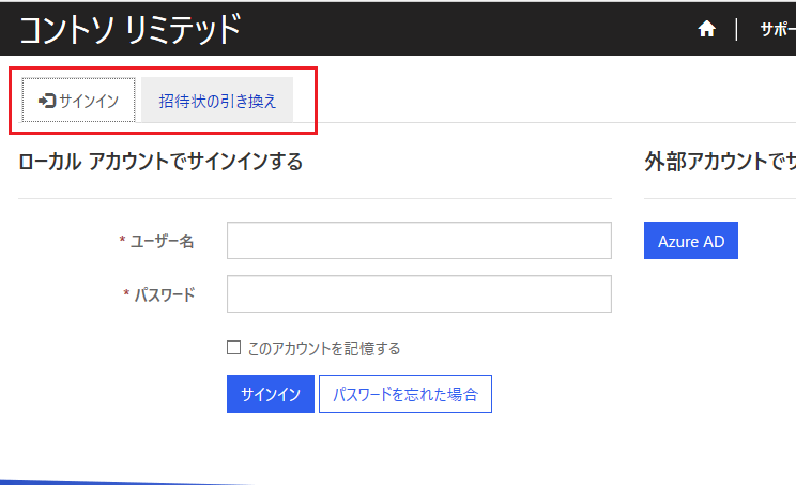 コントソ リミテッド
サポー
サインイン 招待状の引き換え
ローカル アカウントでサインインする
外部アカウントでサ
* ユーザー名
Azure AD
* パスワード
このアカウントを記憶する
サインイン パスワードを忘れた場合